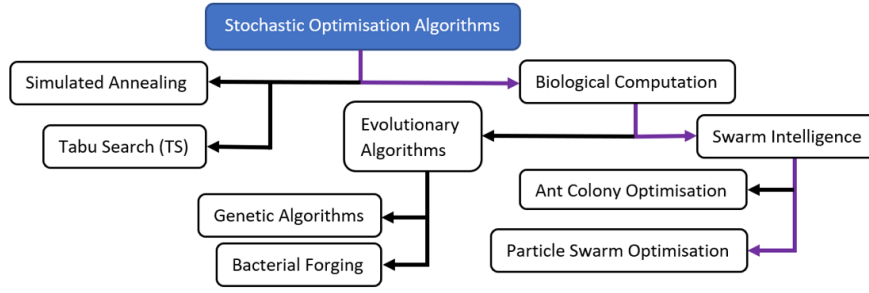 Stochastic Optimisation Algorithms
Simulated Annealing
Biological Computation
Tabu Search (TS)
Evolutionary
Algorithms
Swarm Intelligence
Genetic Algorithms
Bacterial Forging
Ant Colony Optimisation
Particle Swarm Optimisation